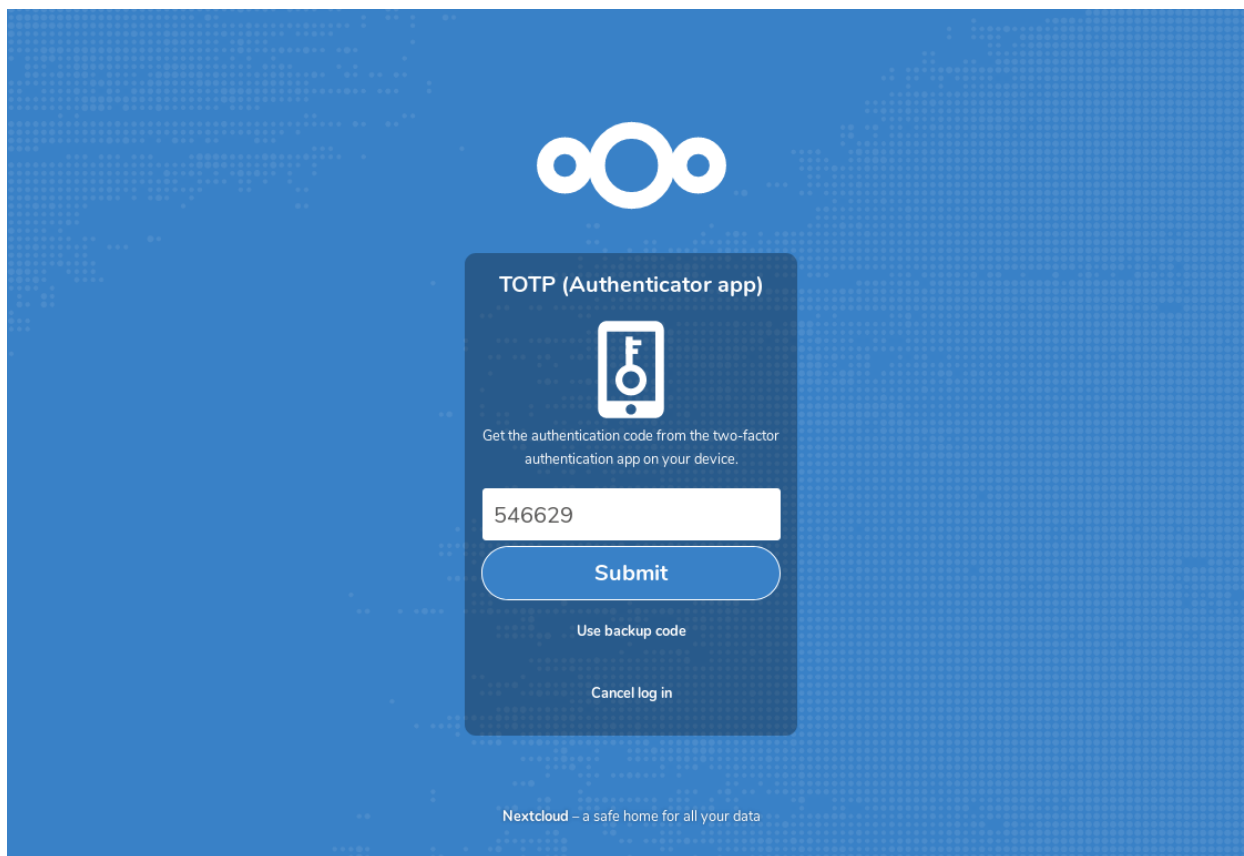 TOTP (Authenticator app)
Get the authentication code from the two-factor
authentication app on your device.
546629
Submit
Use backup code
Cancel log in
Nextcloud – a safe home for all your data